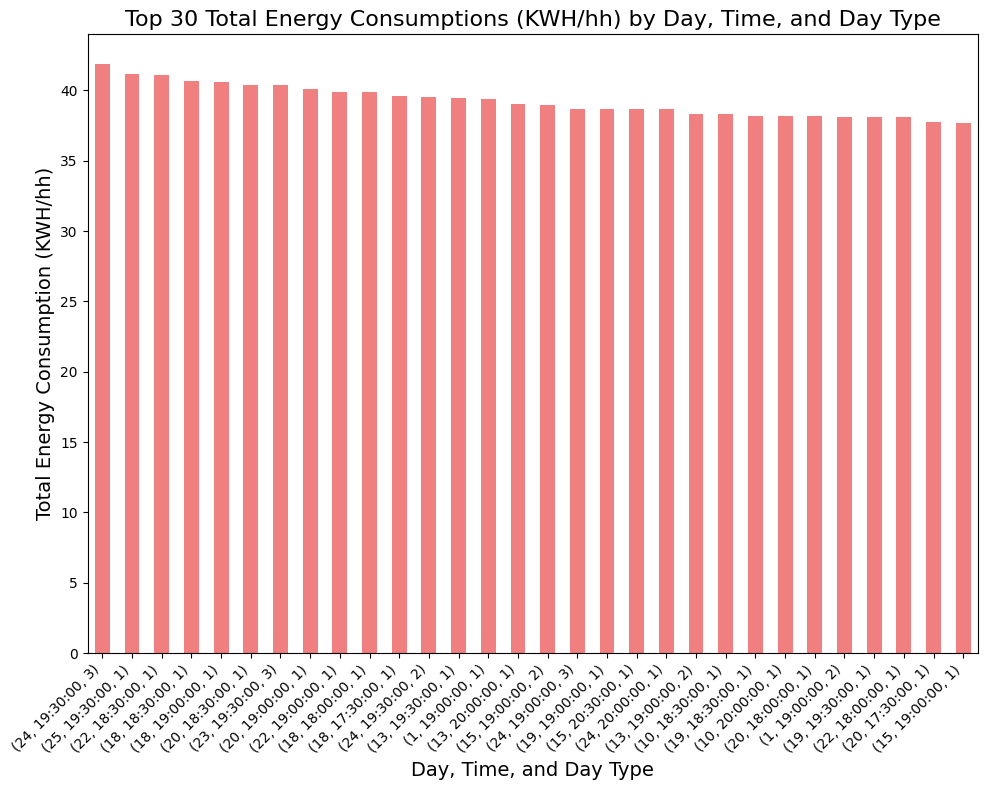 Top 30 Total Energy Consumptions (KWH/hh) by Day, Time, and Day Type
Total Energy Consumption (KWH/hh)
40
35
30
25
20
15
10
5
0
(24, 19:30:00, 3)
(25, 19:30:00, 1)
(22, 18:30:00, 1)
(18, 18:30:00, 1)
(18, 19:00:00, 1)
(20, 18:30:00, 1)
(23, 19:30:00, 3)
(20, 19:00:00, 1)
(22, 19:00:00, 1)
(18, 18:00:00, 1)
(18, 17:30:00, 1)
(24, 19:30:00, 2)
(13, 19:30:00, 1)
(1, 19:00:00, 1)
(13, 20:00:00, 1)
(15, 19:00:00, 2)
(24, 19:00:00, 3)
(19, 19:00:00, 1)
(15, 20:30:00, 1)
(24, 20:00:00, 1)
(13, 19:00:00, 2)
(10, 18:30:00, 1)
(19, 18:30:00, 1)
(10, 20:00:00, 1)
(20, 18:00:00, 1)
(1, 19:00:00, 2)
(19, 19:30:00, 1)
(22, 18:00:00, 1)
(20, 17:30:00, 1)
(15, 19:00:00, 1)
Day, Time, and Day Type